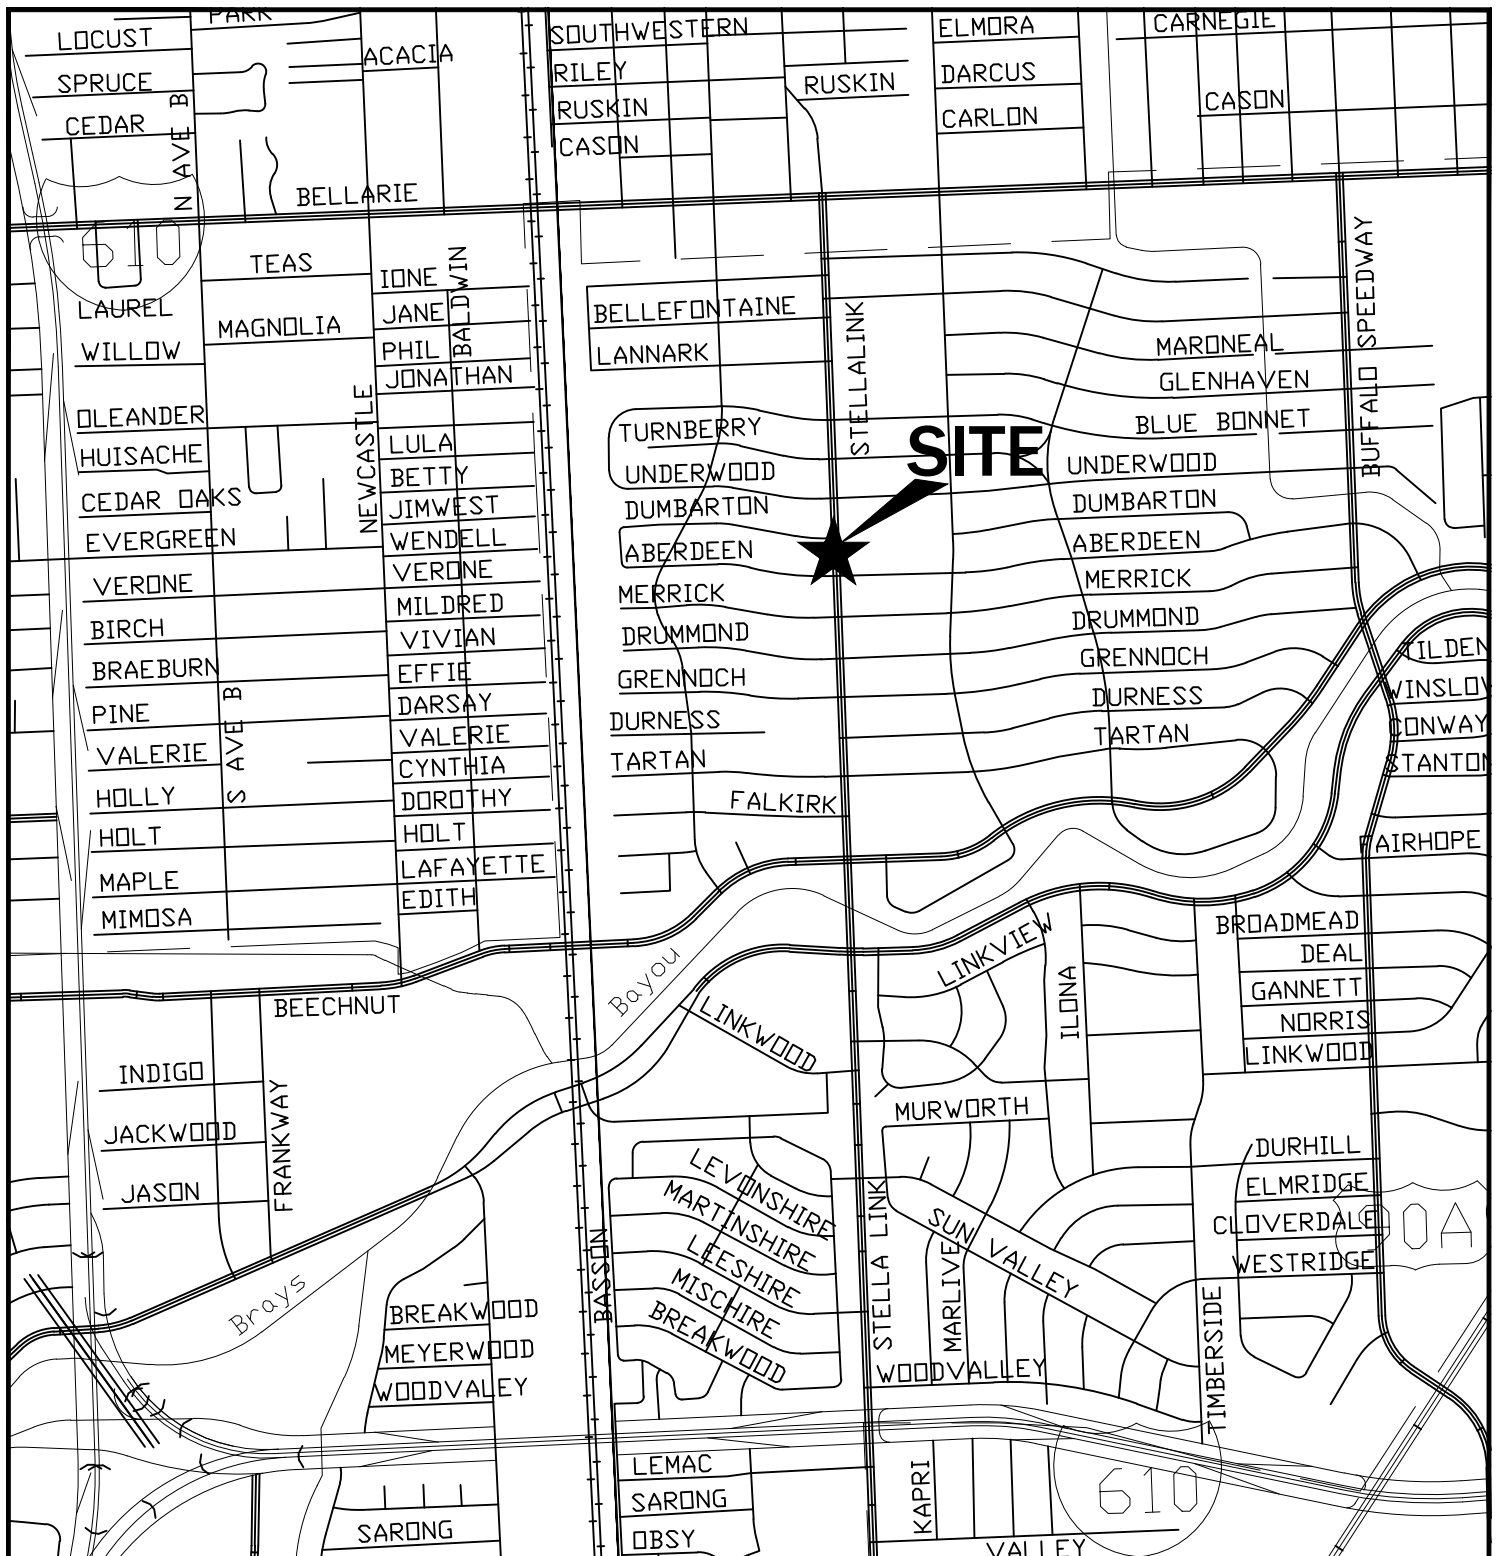 PARK
LOCUST
SPRUCE
CEDAR
N AVE B
ACACIA
BELLARIE
SOUTHWESTERN
RILEY
RUSKIN
CASON
RUSKIN
ELMORA
DARCUS
CARLON
CARNEGIE
CASON
610
TEAS
LAUREL
MAGNOLIA
WILLOW
IONE
JANE
PHIL
JONATHAN
BALDWIN
BELLEFONTAINE
LANNARK
STELLALINK
MARONEAL
GLENHAVEN
BLUE BONNET
BUFFALO SPEEDWAY
OLEANDER
HUISACHE
CEDAR OAKS
EVERGREEN
NEWCASTLE
LULA
BETTY
JIMWEST
WENDELL
VERONE
MILDRED
VIVIAN
EFFIE
DARSAY
VALERIE
CYNTHIA
DOROTHY
HOLT
LAFAYETTE
EDITH
TURNBERRY
UNDERWOOD
DUMBARTON
ABERDEEN
MERRICK
DRUMMOND
GRENNOCH
DURNESS
TARTAN
FALKIRK
SITE
UNDERWOOD
DUMBARTON
ABERDEEN
MERRICK
DRUMMOND
GRENNOCH
DURNESS
TARTAN
TILDEN
WINSLOW
CONWAY
STANTON
FAIRHOPE
VERONE
BIRCH
BRAEBURN
PINE
VALERIE
HOLLY
HOLT
MAPLE
MIMOSA
S AVE B
BEECHNUT
Bayou
LINKWOOD
LINKVIEW
ILONA
BROADMEAD
DEAL
GANNETT
NORRIS
LINKWOOD
INDIGO
JACKWOOD
JASON
FRANKWAY
MURWORTH
DURHILL
ELMRIDGE
CLOVERDALE
WESTRIDGE
90A
LEVONSHIRE
MARTINSHIRE
LEESHIRE
MISCHIRE
BREAKWOOD
BASSON
STELLA LINK
SUN VALLEY
MARLIVE
TIMBERSIDE
WOODVALLEY
Brays
BREAKWOOD
MEYERWOOD
WOODVALEY
LEMAC
SARONG
OBSY
KAPRI
610
SARONG
VALLEY